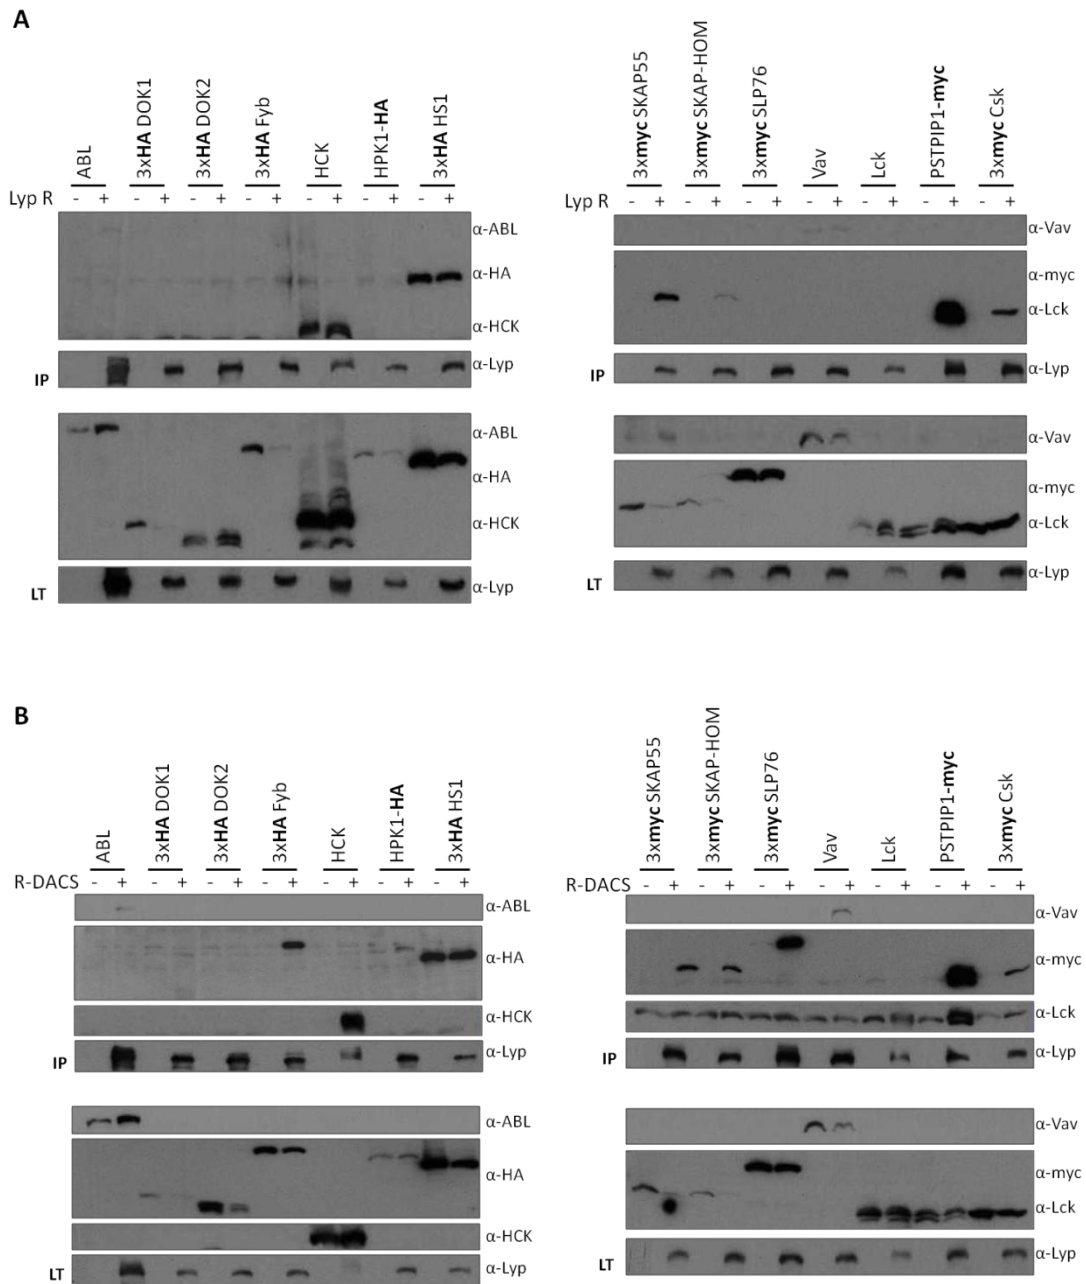 A
ABL
3xHA DOK1
3xHA DOK2
3xHA Fyb
HCK
HPK1-HA
3xHA HS1
Lyp R - + - + - + - + - + - + - +
α-ABL
α-HA
α-HCK
IP
α-Lyp
α-ABL
α-HA
α-HCK
LT
α-Lyp
3xmyc SKAP55
3xmyc SKAP-HOM
3xmyc SLP76
Vav
Lck
PSTPIP1-myc
3xmyc Csk
Lyp R - + - + - + - + - + - + - +
α-Vav
α-myc
α-Lck
IP
α-Lyp
α-Vav
α-myc
α-Lck
LT
α-Lyp
B
ABL
3xHA DOK1
3xHA DOK2
3xHA Fyb
HCK
HPK1-HA
3xHA HS1
R-DACS - + - + - + - + - + - + - +
α-ABL
α-HA
α-HCK
IP
α-Lyp
α-ABL
α-HA
α-HCK
LT
α-Lyp
3xmyc SKAP55
3xmyc SKAP-HOM
3xmyc SLP76
Vav
Lck
PSTPIP1-myc
3xmyc Csk
R-DACS - + - + - + - + - + - + - +
α-Vav
α-myc
α-Lck
IP
α-Lyp
α-Vav
α-myc
α-Lck
LT
α-Lyp